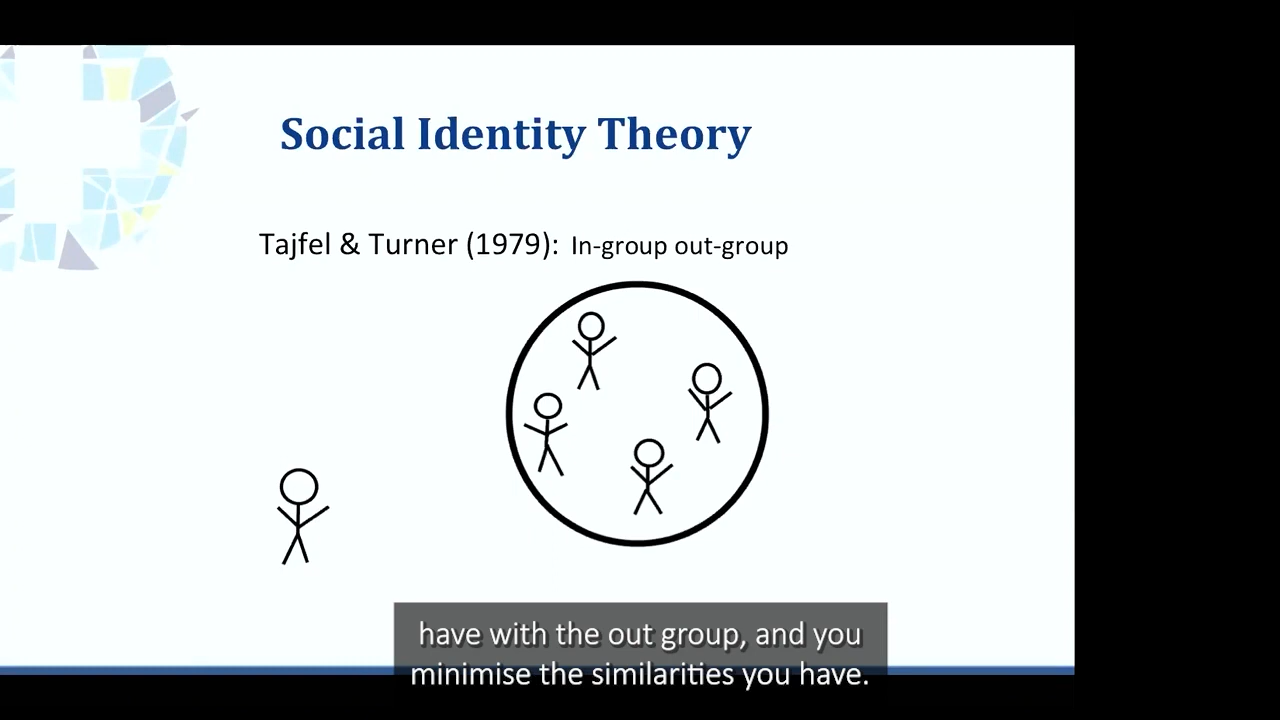 Social Identity Theory
Tajfel & Turner (1979): In-group out-group
have with the out group, and you
minimise the similarities you have.